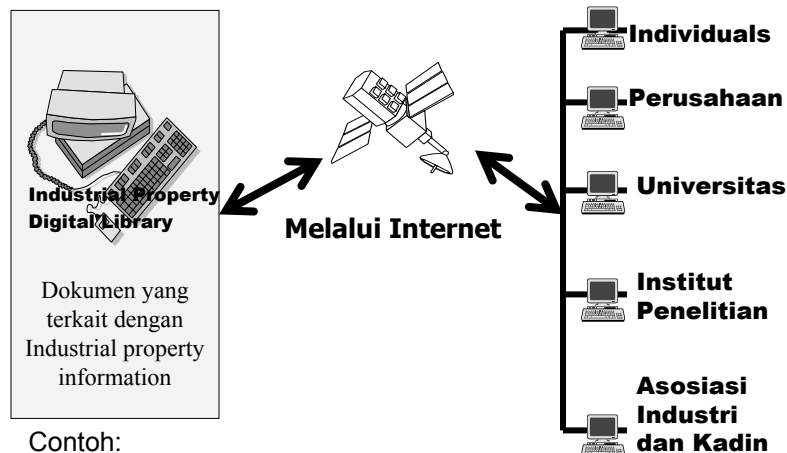 Industrial Property
Digital Library
Dokumen yang
terkait dengan
Industrial property
information
Contoh:
Melalui Internet
Individuals
Perusahaan
Universitas
Institut
Penelitian
Asosiasi
Industri
dan Kadin